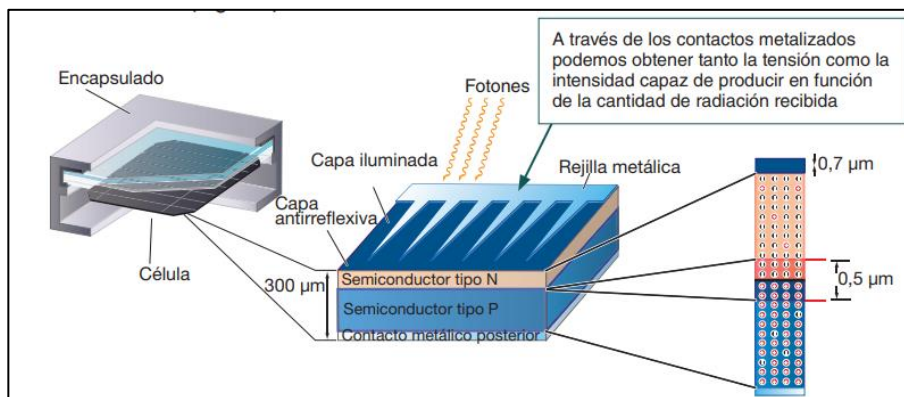 A través de los contactos metalizados
podemos obtener tanto la tensión como la
intensidad capaz de producir en función
de la cantidad de radiación recibida
Encapsulado
Fotones
Capa iluminada
Rejilla metálica
0,7 µm
Capa
antirreflexiva
Célula
300 µm
Semiconductor tipo N
0,5 µm
Semiconductor tipo P
Contacto metálico posterior